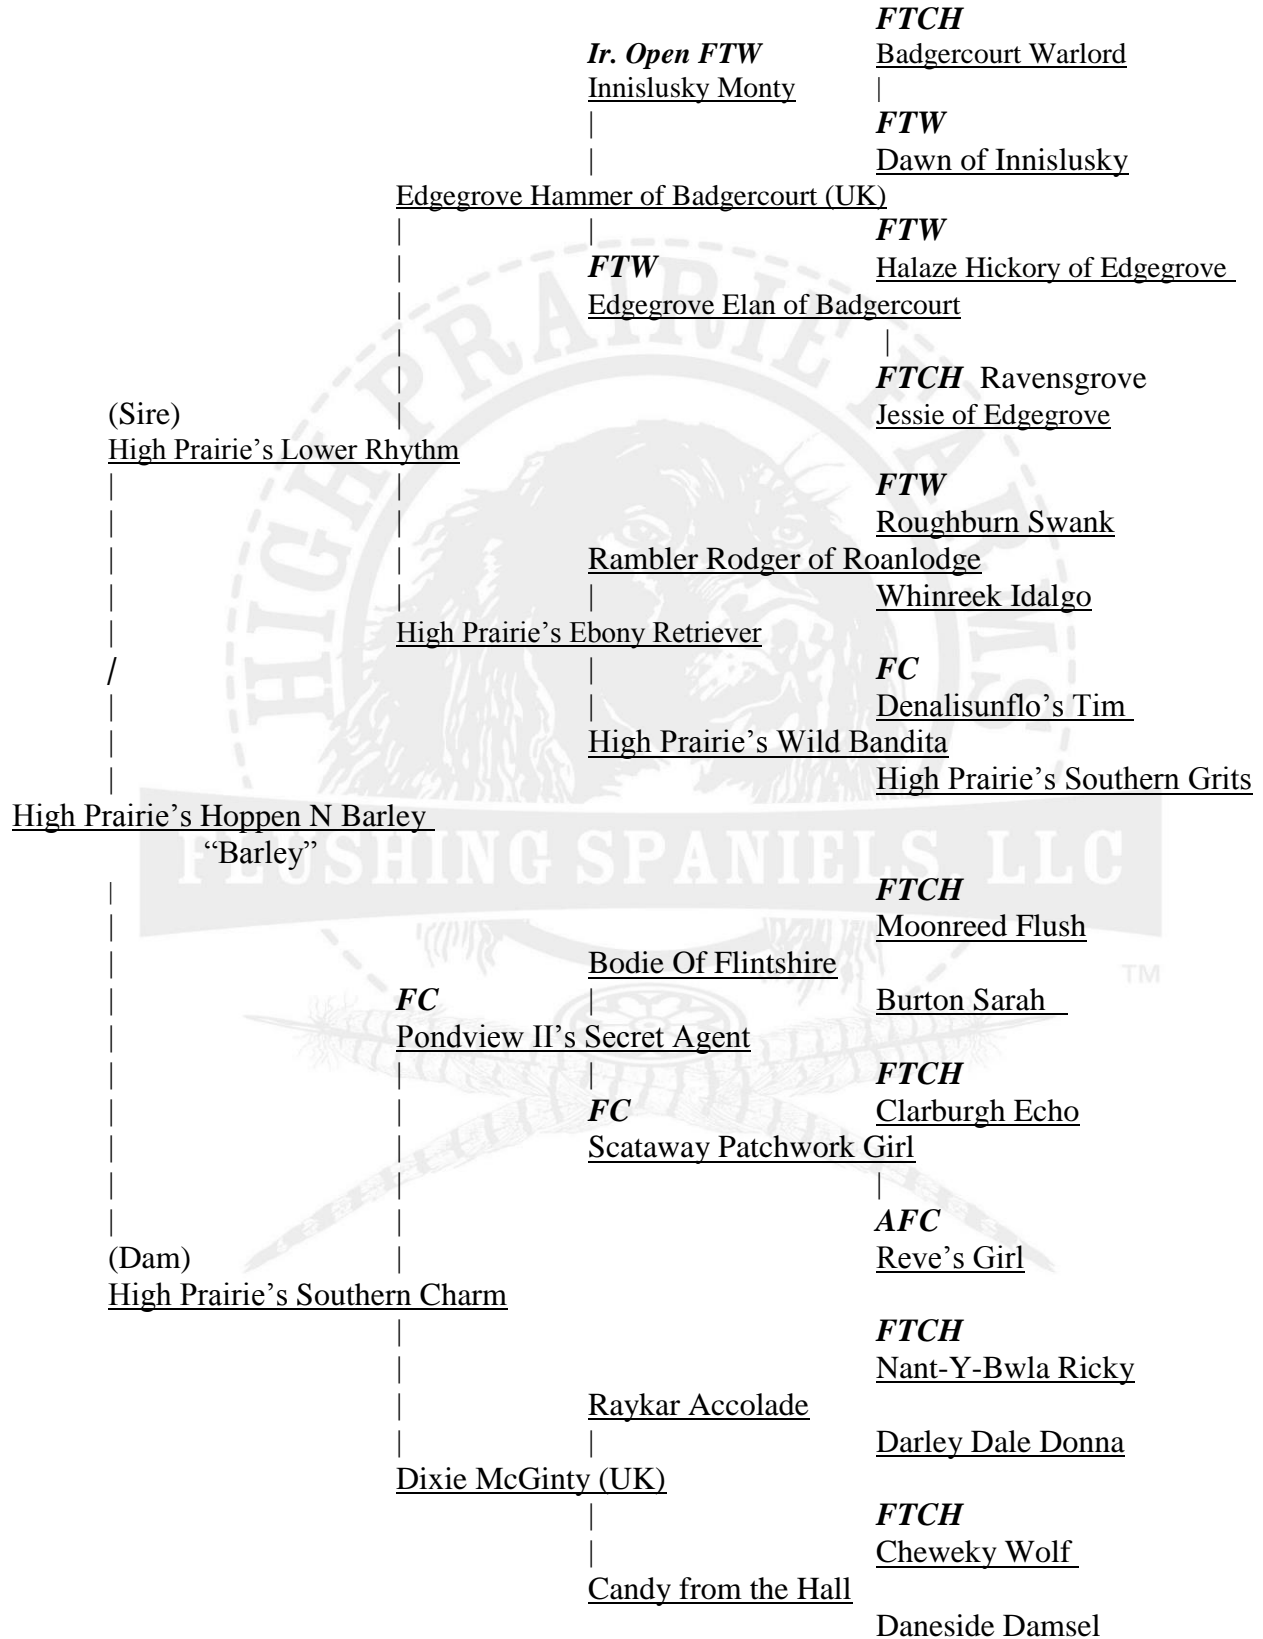 FTCH
Ir. Open FTW
Badgercourt Warlord
Innislusky Monty
FTW
Dawn of Innislusky
Edgegrove Hammer of Badgercourt (UK)
FTW
FTW
Halaze Hickory of Edgegrove
Edgegrove Elan of Badgercourt
FTCH Ravensgrove
(Sire)
Jessie of Edgegrove
High Prairie’s Lower Rhythm
FTW
Roughburn Swank
Rambler Rodger of Roanlodge
Whinreek Idalgo
High Prairie’s Ebony Retriever
FC
Denalisunflo’s Tim
High Prairie’s Wild Bandita
High Prairie’s Southern Grits
High Prairie’s Hoppen N Barley
“Barley”
FTCH
Moonreed Flush
Bodie Of Flintshire
FC
Burton Sarah
Pondview II’s Secret Agent
FTCH
FC
Clarburgh Echo
Scataway Patchwork Girl
AFC
(Dam)
Reve’s Girl
High Prairie’s Southern Charm
FTCH
Nant-Y-Bwla Ricky
Raykar Accolade
Darley Dale Donna
Dixie McGinty (UK)
FTCH
Cheweky Wolf
Candy from the Hall
Daneside Damsel
HIGH PRAIRIE FARMS
FLUSHING SPANIELS, LLC
TM